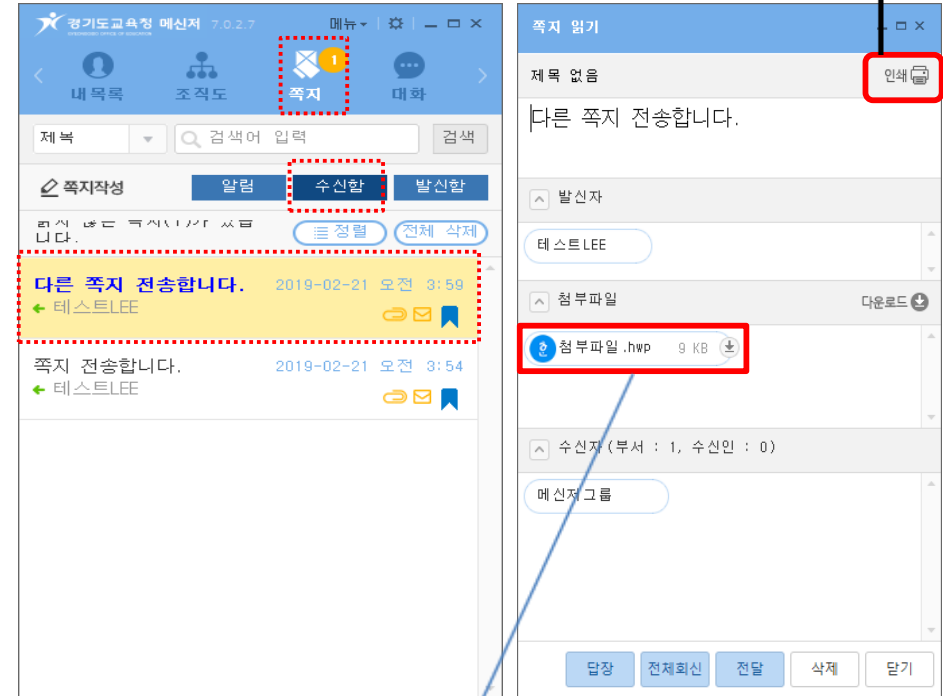 경기도교육청 메신저 7.0.2.7 메뉴
내목록 조직도 쪽지 1 대화
제목 검색어 입력 검색
쪽지작성 알림 수신함 발신함
니다. 정렬 전체 삭제
다른 쪽지 전송합니다. 2019-02-21 오전 3:59
테스트LEE
쪽지 전송합니다. 2019-02-21 오전 3:54
테스트LEE
쪽지 읽기
제목 없음 인쇄
다른 쪽지 전송합니다.
발신자
테스트LEE
첨부파일 다운로드
첨부파일.hwp 9 KB
수신자(부서 : 1, 수신인 : 0)
메신저그룹
답장 전체회신 전달 삭제 닫기